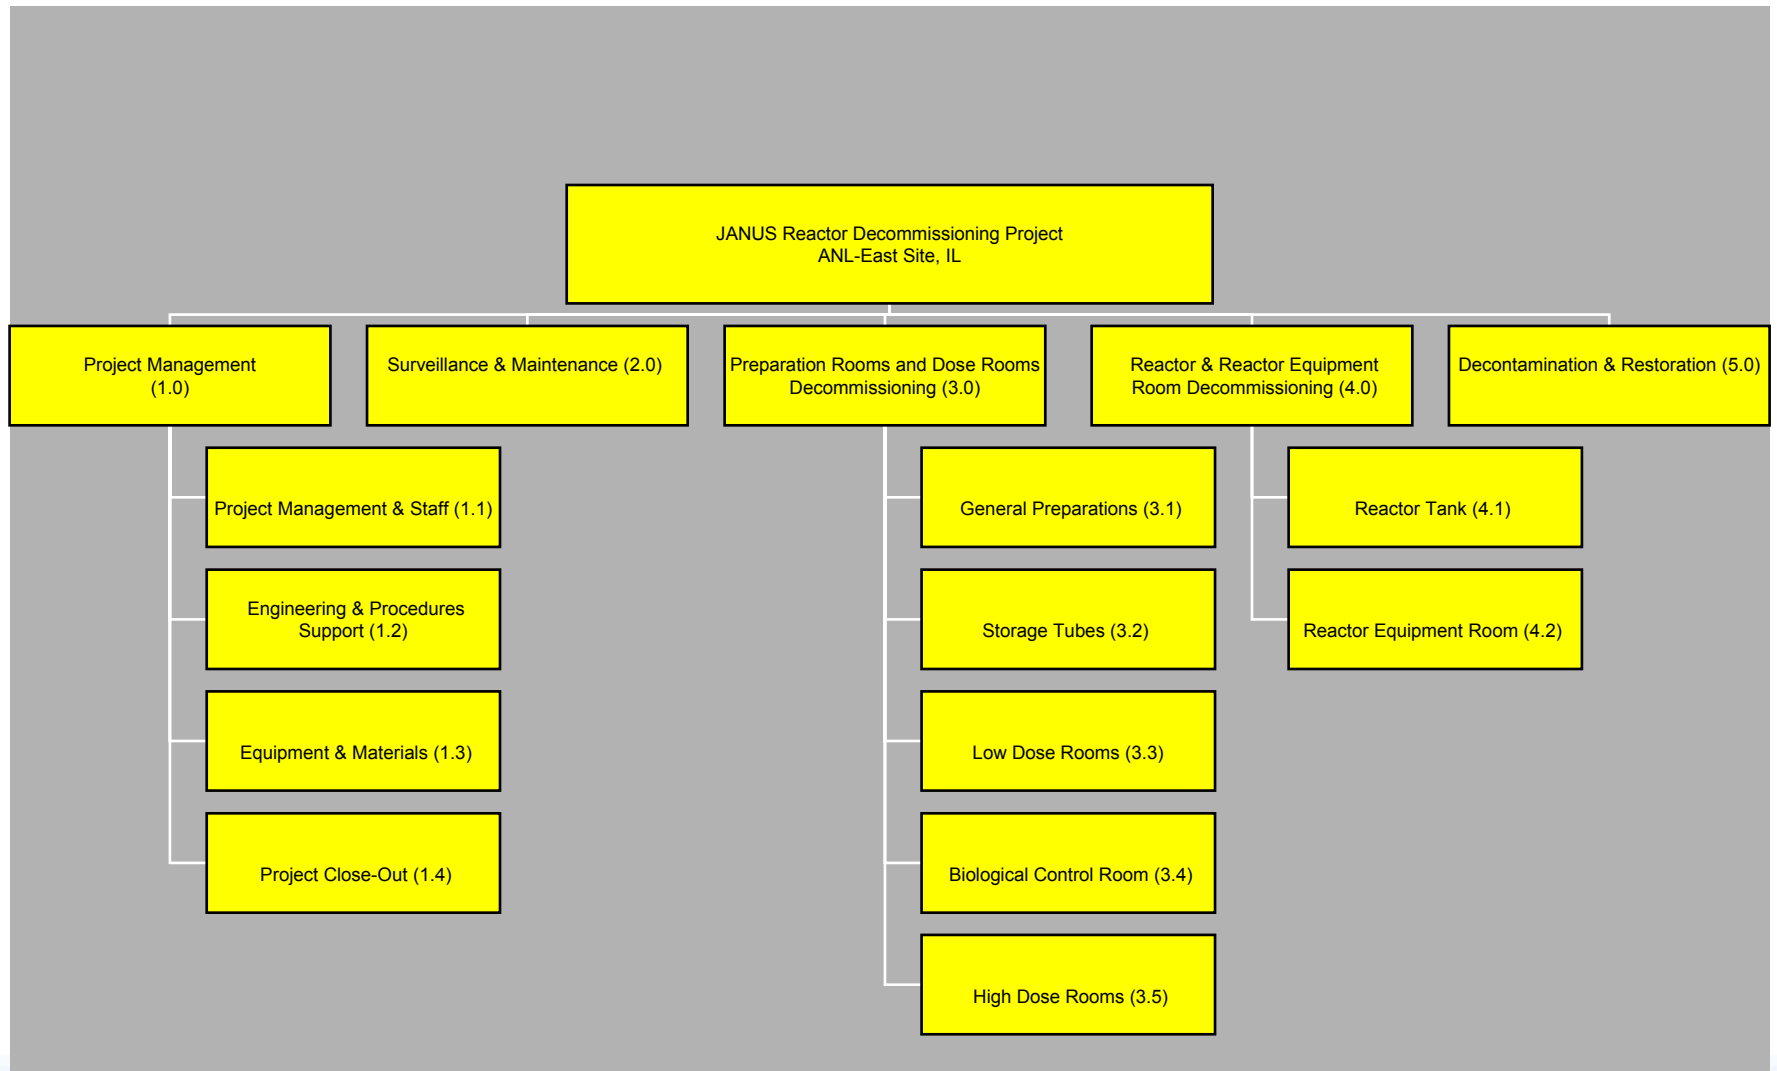 JANUS Reactor Decommissioning Project
ANL-East Site, IL
Project Management
(1.0)
Surveillance & Maintenance (2.0)
Preparation Rooms and Dose Rooms
Decommissioning (3.0)
Reactor & Reactor Equipment
Room Decommissioning (4.0)
Decontamination & Restoration (5.0)
Project Management & Staff (1.1)
Engineering & Procedures
Support (1.2)
Equipment & Materials (1.3)
Project Close-Out (1.4)
General Preparations (3.1)
Storage Tubes (3.2)
Low Dose Rooms (3.3)
Biological Control Room (3.4)
High Dose Rooms (3.5)
Reactor Tank (4.1)
Reactor Equipment Room (4.2)